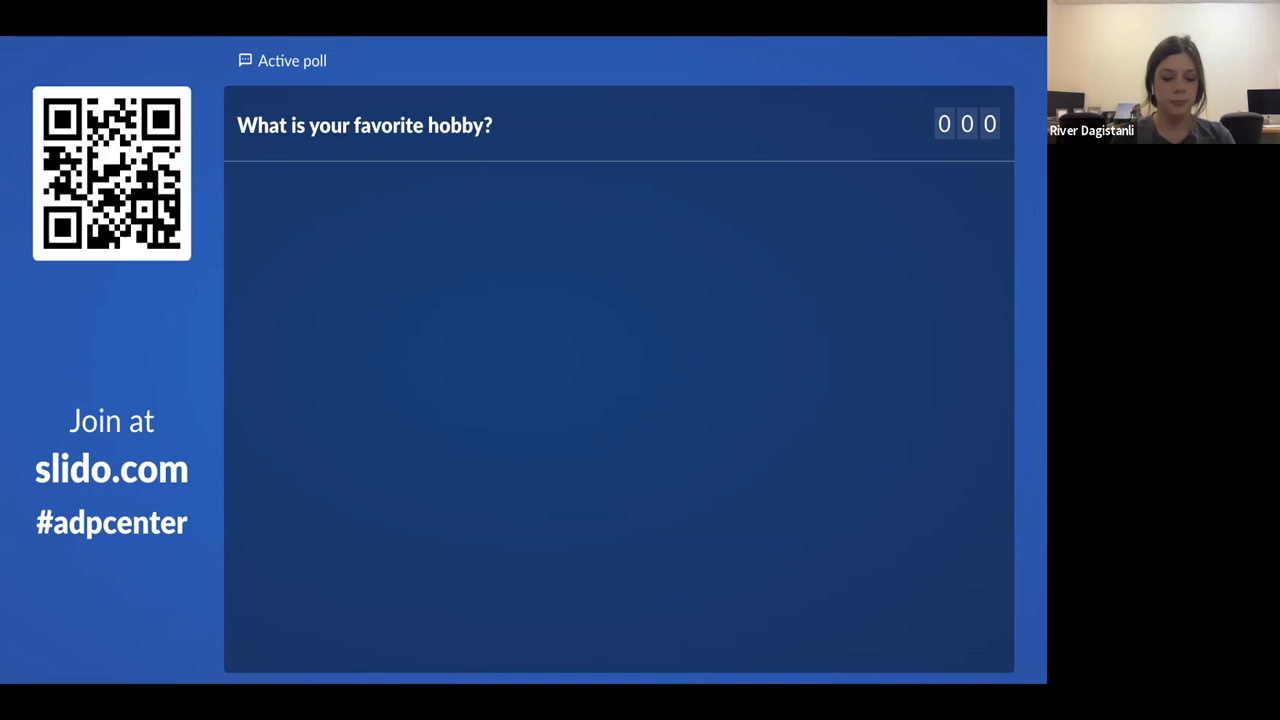 Active poll
What is your favorite hobby?
0 0 0
River Dagistanli
Join at
slido.com
#adpcenter